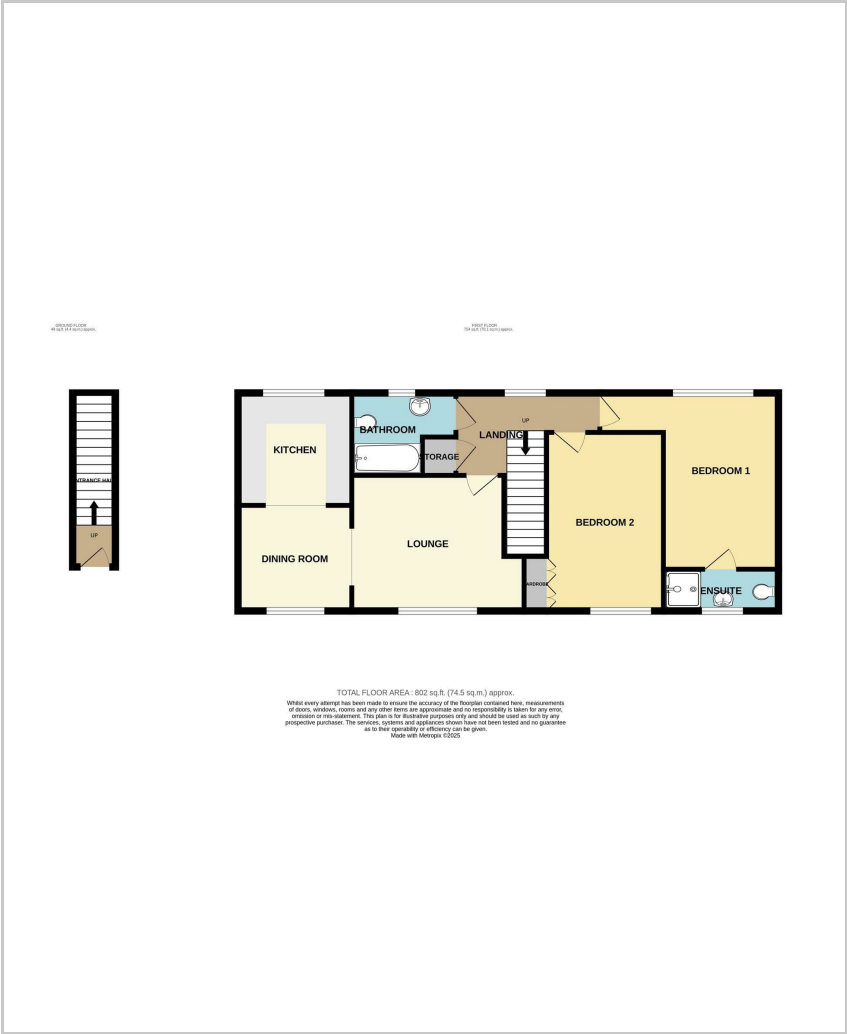 GROUND FLOOR
FIRST FLOOR
KITCHEN
BATHROOM
LANDING
UP
STORAGE
BEDROOM 1
BEDROOM 2
LOUNGE
DINING ROOM
ENSUITE
UP
TOTAL FLOOR AREA : 802 sq.ft. (74.5 sq.m.) approx.
Whilst every attempt has been made to ensure the accuracy of the floorplan contained here, measurements
of doors, windows, rooms and any other items are approximate and no responsibility is taken for any error,
omission or mis-statement. This plan is for illustrative purposes only and should be used as such by any
prospective purchaser. The services, systems and appliances shown have not been tested and no guarantee
as to their operability or efficiency can be given.
Made with Metropix ©2025